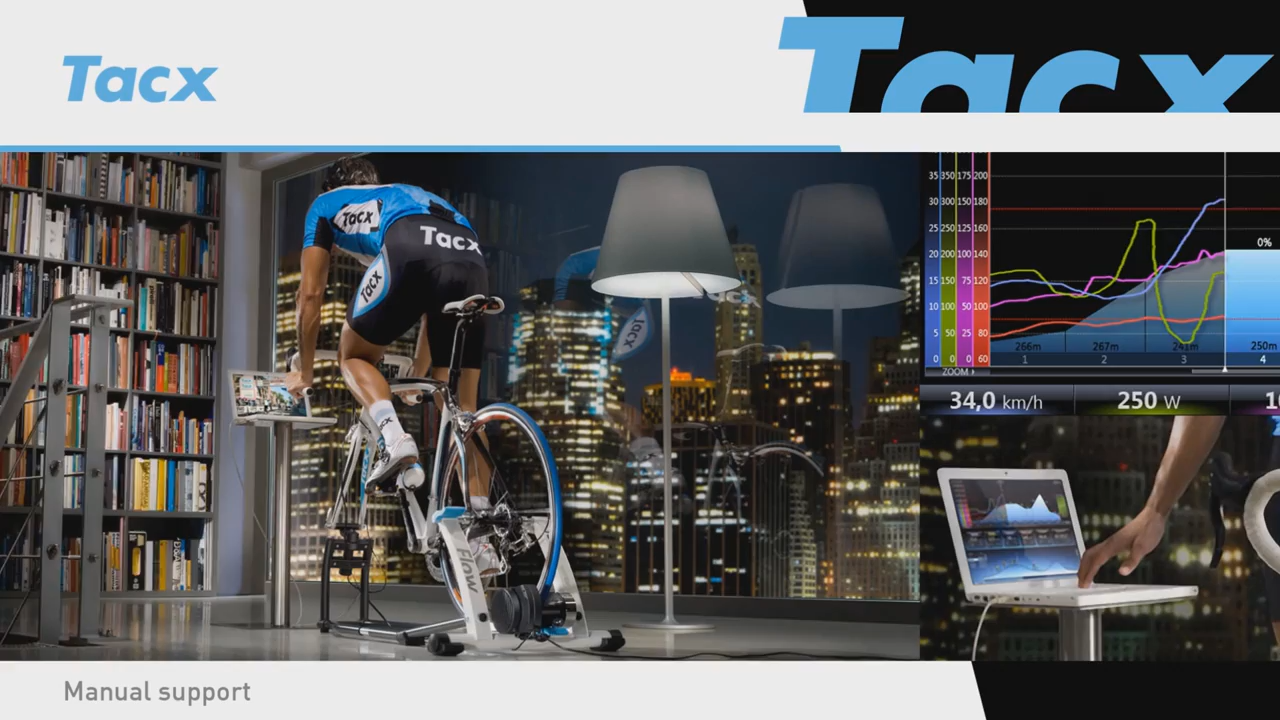 Tacx
Tacx
Tacx
Tacx
Tacx
Flow
35 350 175 200
30 300 150 180
25 250 125 160
20 200 100 140
15 150 75 120
10 100 50 100
5 50 25 80
0 0 0 60
0%
266m
267m
241m
250m
1
2
3
4
ZOOM
34,0 km/h
250 W
Manual support